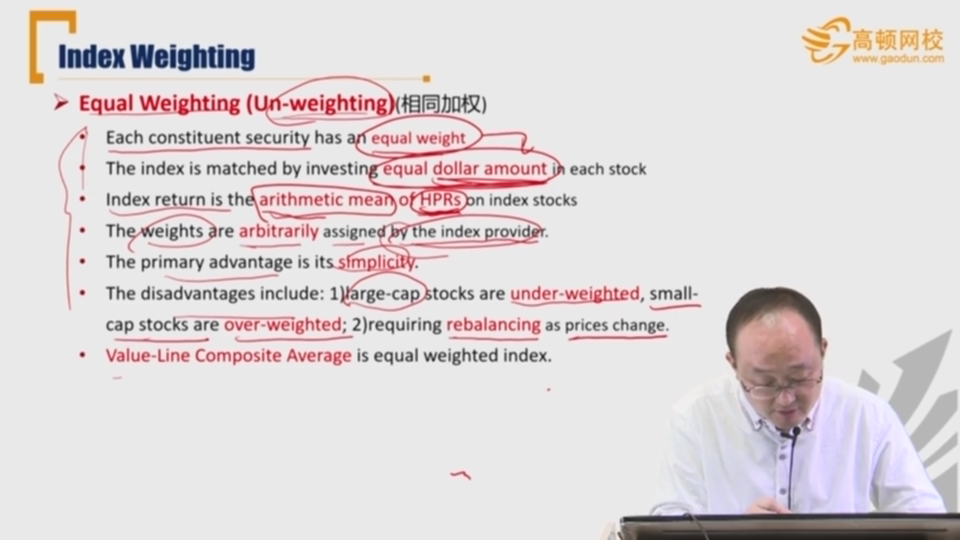 Index Weighting
高顿网校
www.gaodun.com
Equal Weighting (Un-weighting)(相同加权)
Each constituent security has an equal weight
The index is matched by investing equal dollar amount in each stock
Index return is the arithmetic mean of HPRs on index stocks
The weights are arbitrarily assigned by the index provider.
The primary advantage is its simplicity.
The disadvantages include: 1)large-cap stocks are under-weighted, small-
cap stocks are over-weighted; 2)requiring rebalancing as prices change.
Value-Line Composite Average is equal weighted index.